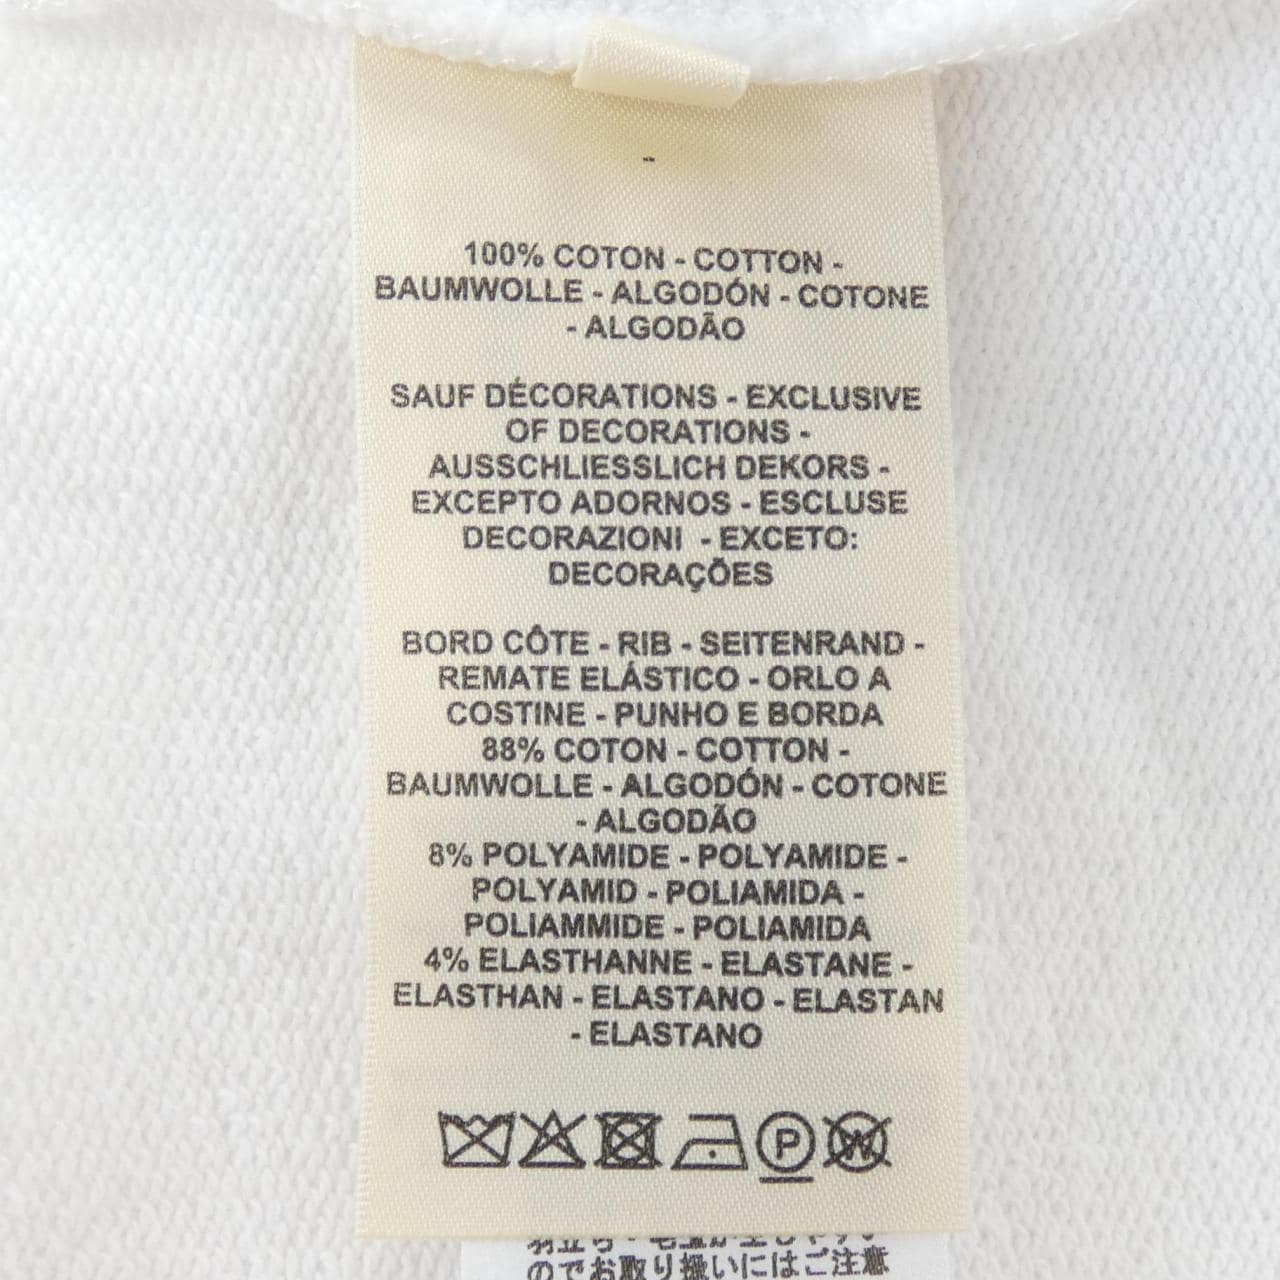 -
100% COTON - COTTON -
BAUMWOLLE - ALGODÓN - COTONE
- ALGODÃO
SAUF DÉCORATIONS - EXCLUSIVE
OF DECORATIONS -
AUSSCHLIESSLICH DEKORS -
EXCEPTO ADORNOS - ESCLUSE
DECORAZIONI - EXCETO:
DECORAÇÕES
BORD CÔTE - RIB - SEITENRAND -
REMATE ELÁSTICO - ORLO A
COSTINE - PUNHO E BORDA
88% COTON - COTTON -
BAUMWOLLE - ALGODÓN - COTONE
- ALGODÃO
8% POLYAMIDE - POLYAMIDE -
POLYAMID - POLIAMIDA -
POLIAMMIDE - POLIAMIDA
4% ELASTHANNE - ELASTANE -
ELASTHAN - ELASTANO - ELASTAN
- ELASTANO
P W
のでお取り扱いにはご注意